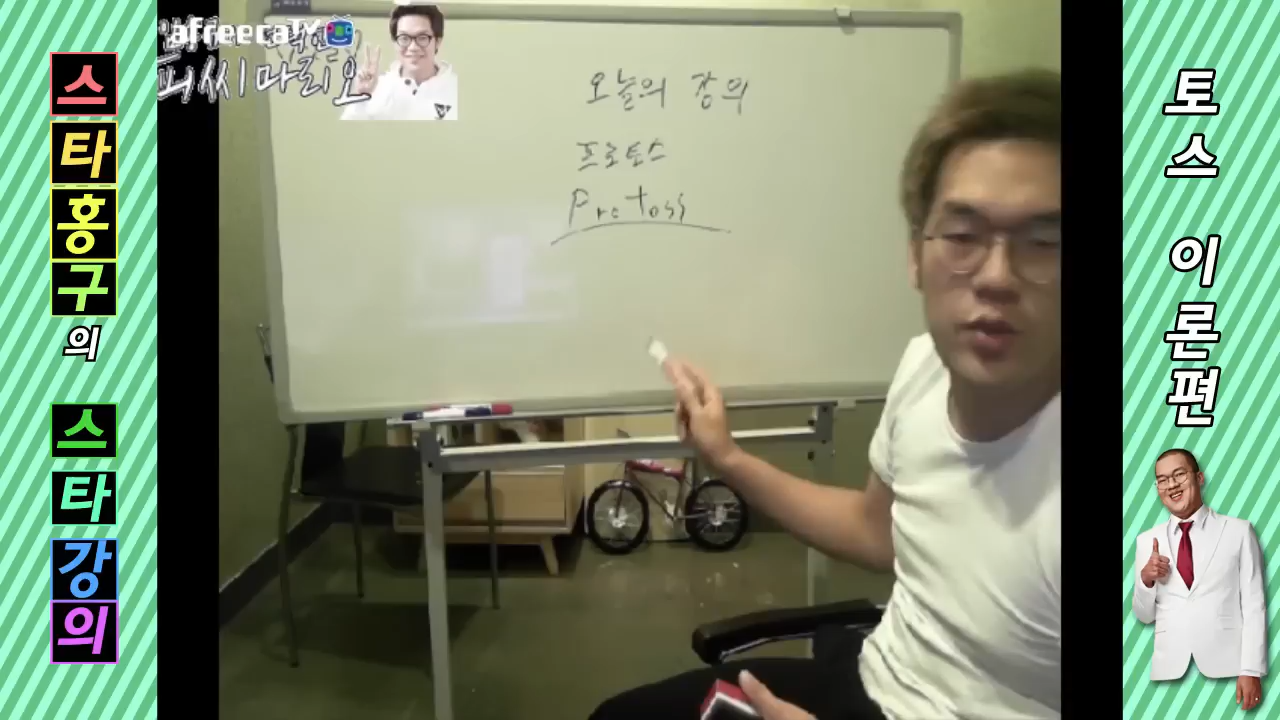 스타홍구의 스타강의
afreecaTV
피씨마리오
오늘의 강의
프로토스
Protoss
토스 이론편